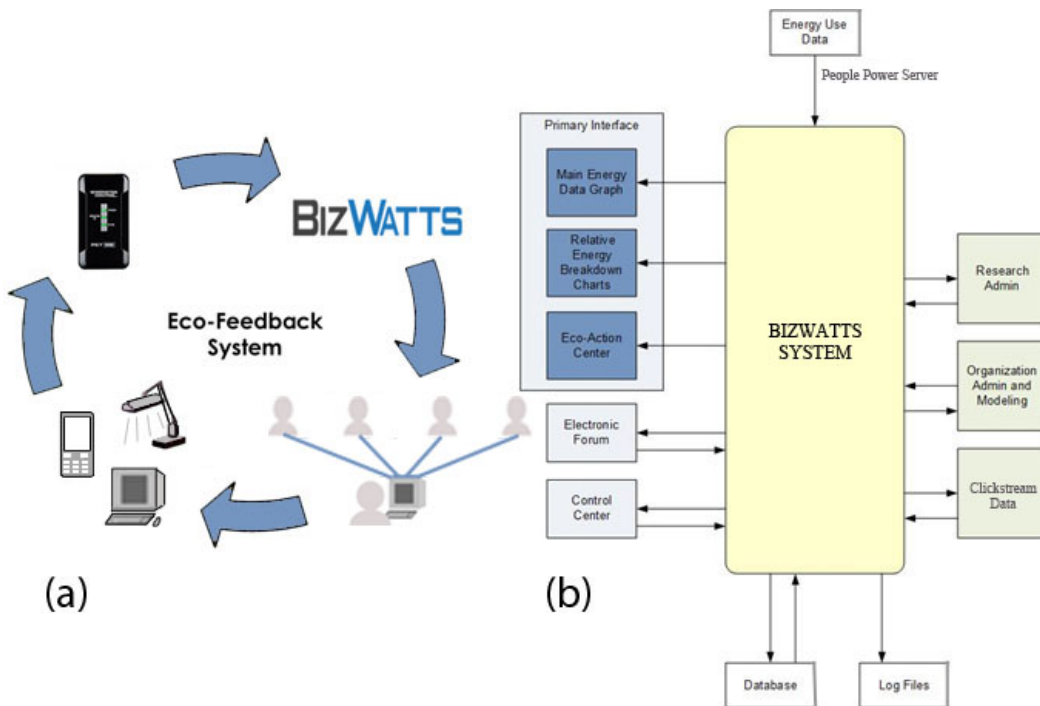 BIZWATTS
Eco-Feedback
System
(a)
Energy Use
Data
People Power Server
Primary Interface
Main Energy
Data Graph
Relative
Energy
Breakdown
Charts
Eco-Action
Center
Electronic
Forum
Control
Center
BIZWATTS
SYSTEM
Research
Admin
Organization
Admin and
Modeling
Clickstream
Data
(b)
Database
Log Files